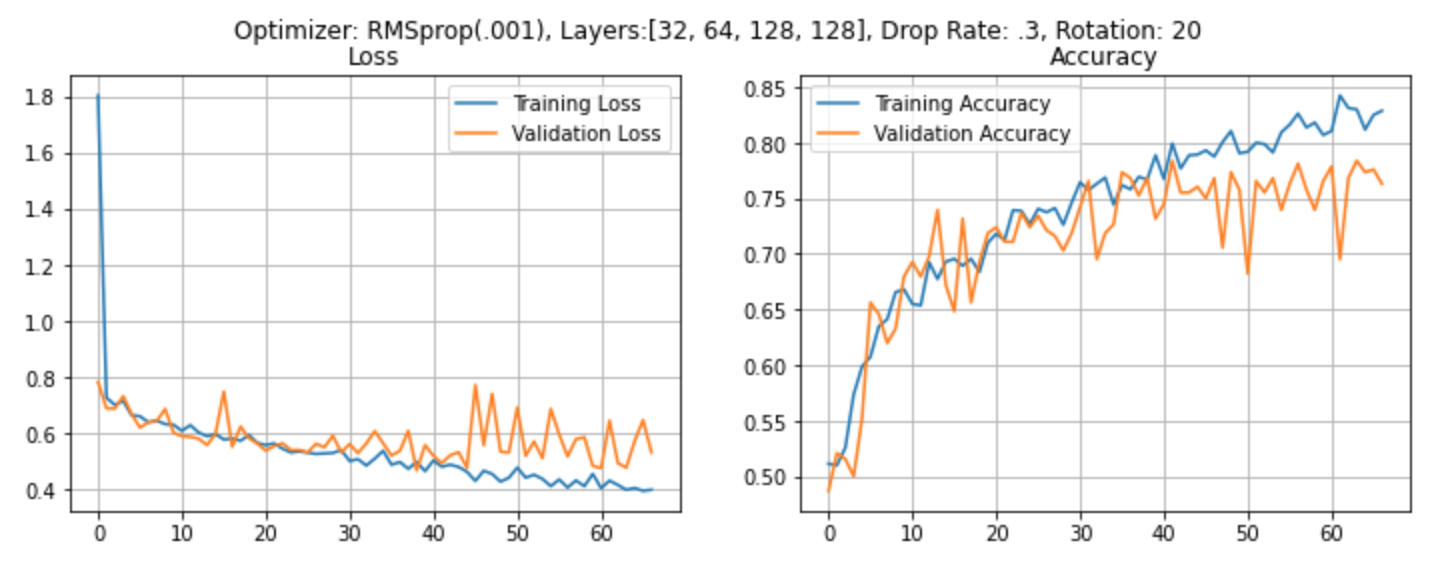 Optimizer: RMSprop(.001), Layers:[32, 64, 128, 128], Drop Rate: .3, Rotation: 20
Loss
1.8
1.6
1.4
1.2
1.0
0.8
0.6
0.4
0 10 20 30 40 50 60
Training Loss
Validation Loss
Accuracy
0.85
0.80
0.75
0.70
0.65
0.60
0.55
0.50
0 10 20 30 40 50 60
Training Accuracy
Validation Accuracy